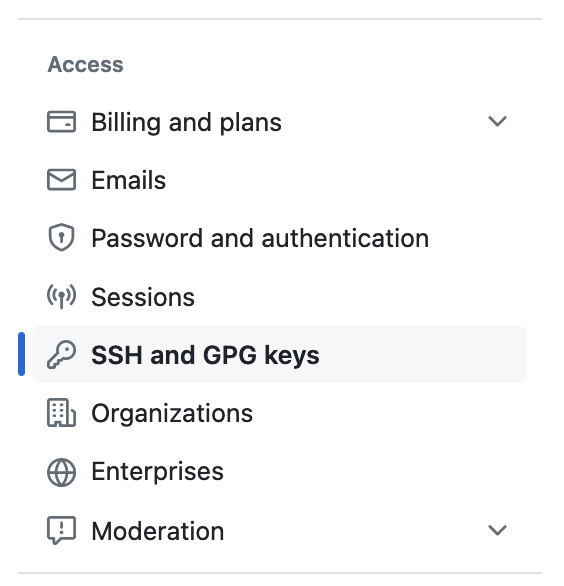 Access
Billing and plans
Emails
Password and authentication
Sessions
SSH and GPG keys
Organizations
Enterprises
Moderation